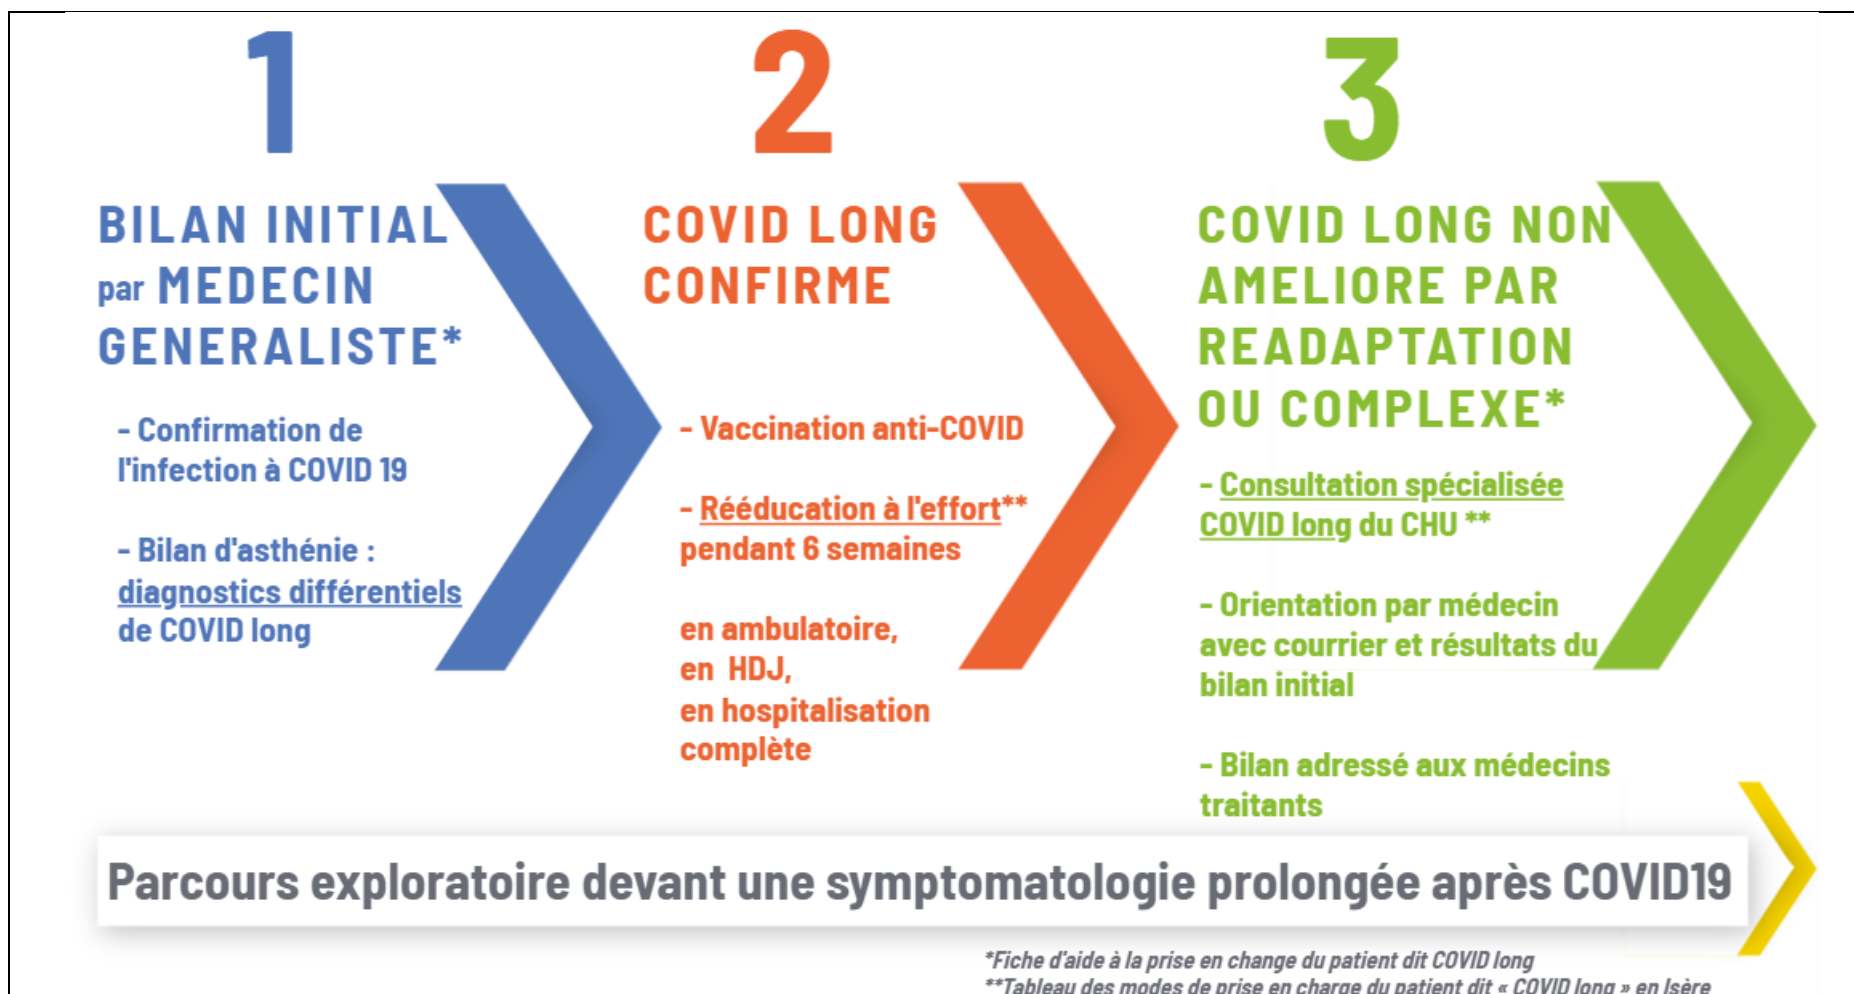 1
BILAN INITIAL
par MEDECIN
GENERALISTE*
- Confirmation de
l'infection à COVID 19
- Bilan d'asthénie :
diagnostics différentiels
de COVID long
2
COVID LONG
CONFIRME
- Vaccination anti-COVID
- Rééducation à l'effort**
pendant 6 semaines
en ambulatoire,
en HDJ,
en hospitalisation
complète
3
COVID LONG NON
AMELIORE PAR
READAPTATION
OU COMPLEXE*
- Consultation spécialisée
COVID long du CHU **
- Orientation par médecin
avec courrier et résultats du
bilan initial
- Bilan adressé aux médecins
traitants
Parcours exploratoire devant une symptomatologie prolongée après COVID19
*Fiche d'aide à la prise en change du patient dit COVID long
**Tableau des modes de prise en charge du patient dit « COVID long » en Isère